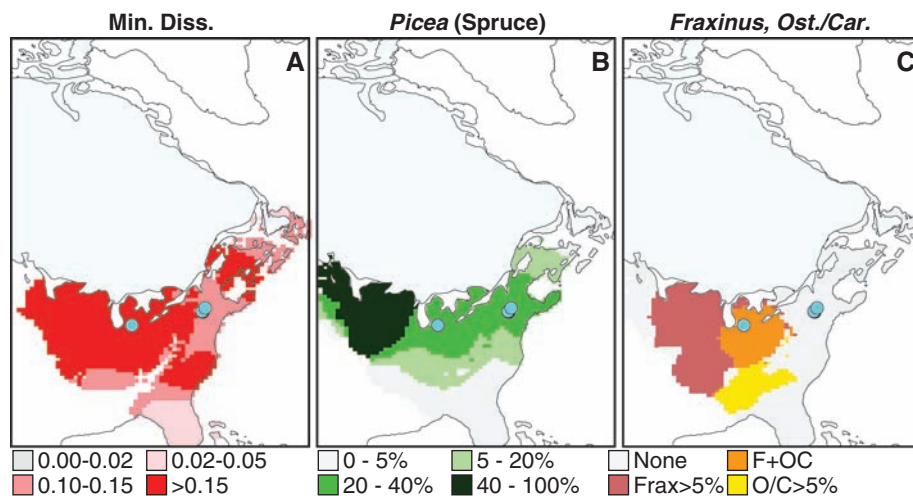 Min. Diss. Picea (Spruce) Fraxinus, Ost./Car.
A B C
0.00-0.02 0.02-0.05 0 - 5% 5 - 20% None F+OC
0.10-0.15 >0.15 20 - 40% 40 - 100% Frax>5% O/C>5%